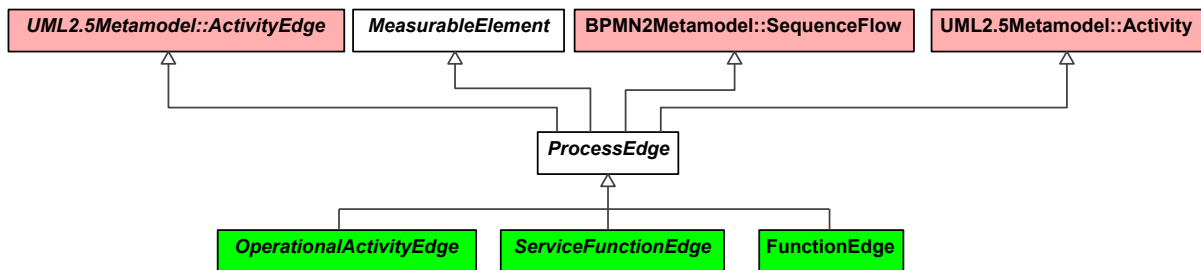 UML2.5Metamodel::ActivityEdge
MeasurableElement
BPMN2Metamodel::SequenceFlow
UML2.5Metamodel::Activity
ProcessEdge
OperationalActivityEdge
ServiceFunctionEdge
FunctionEdge